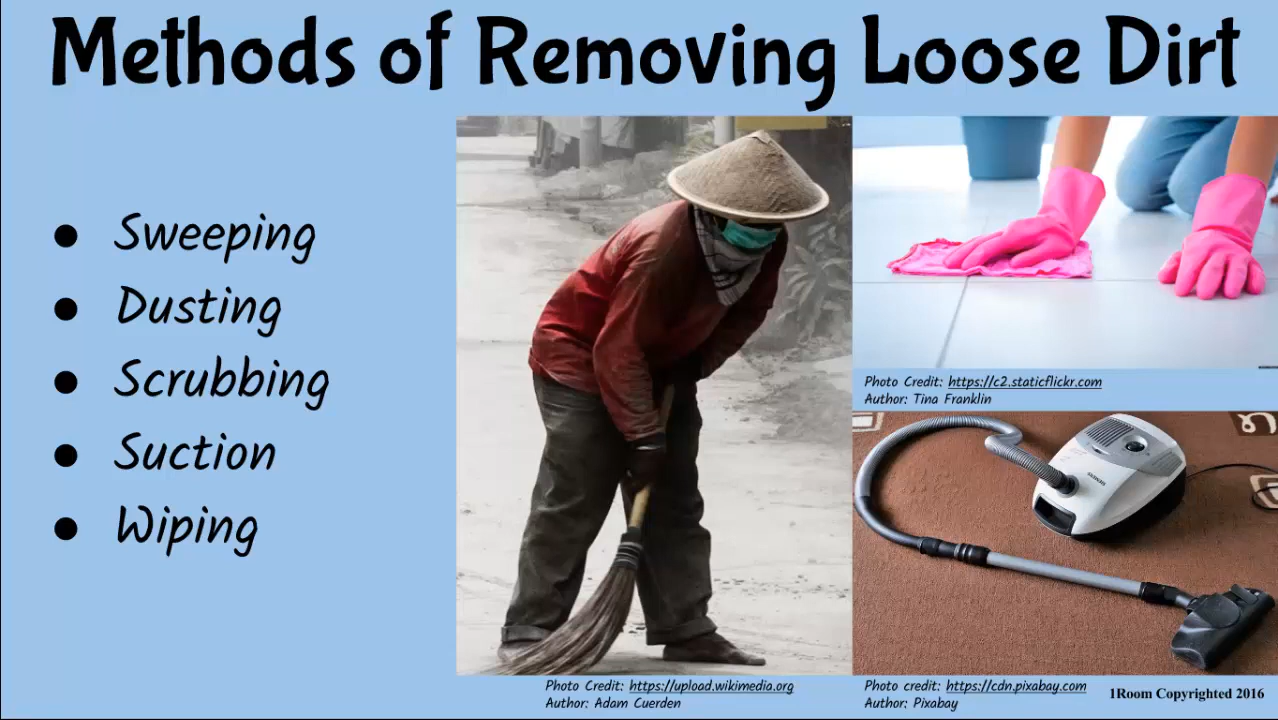 Methods of Removing Loose Dirt
● Sweeping
● Dusting
● Scrubbing
● Suction
● Wiping
Photo Credit: https://c2.staticflickr.com
Author: Tina Franklin
SIEMENS
Photo Credit: https://upload.wikimedia.org
Author: Adam Cuerden
Photo credit: https://cdn.pixabay.com
Author: Pixabay
1Room Copyrighted 2016